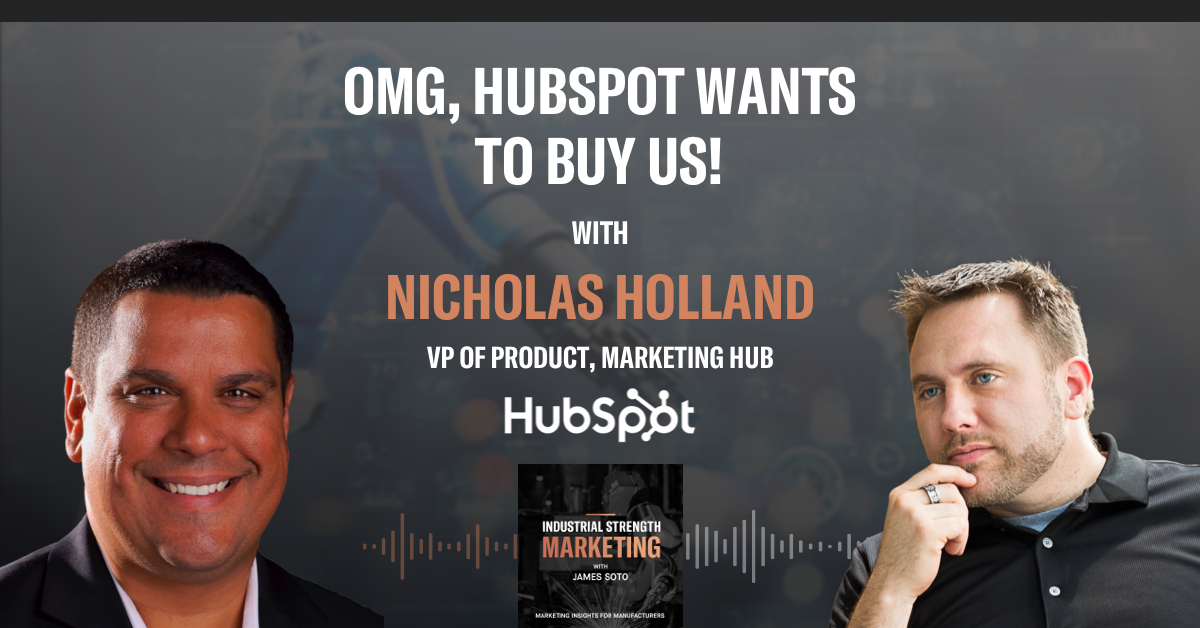 OMG, HUBSPOT WANTS
TO BUY US!
WITH
NICHOLAS HOLLAND
VP OF PRODUCT, MARKETING HUB
HubSpot
INDUSTRIAL STRENGTH
MARKETING
WITH
JAMES SOTO
MARKETING INSIGHTS FOR MANUFACTURERS